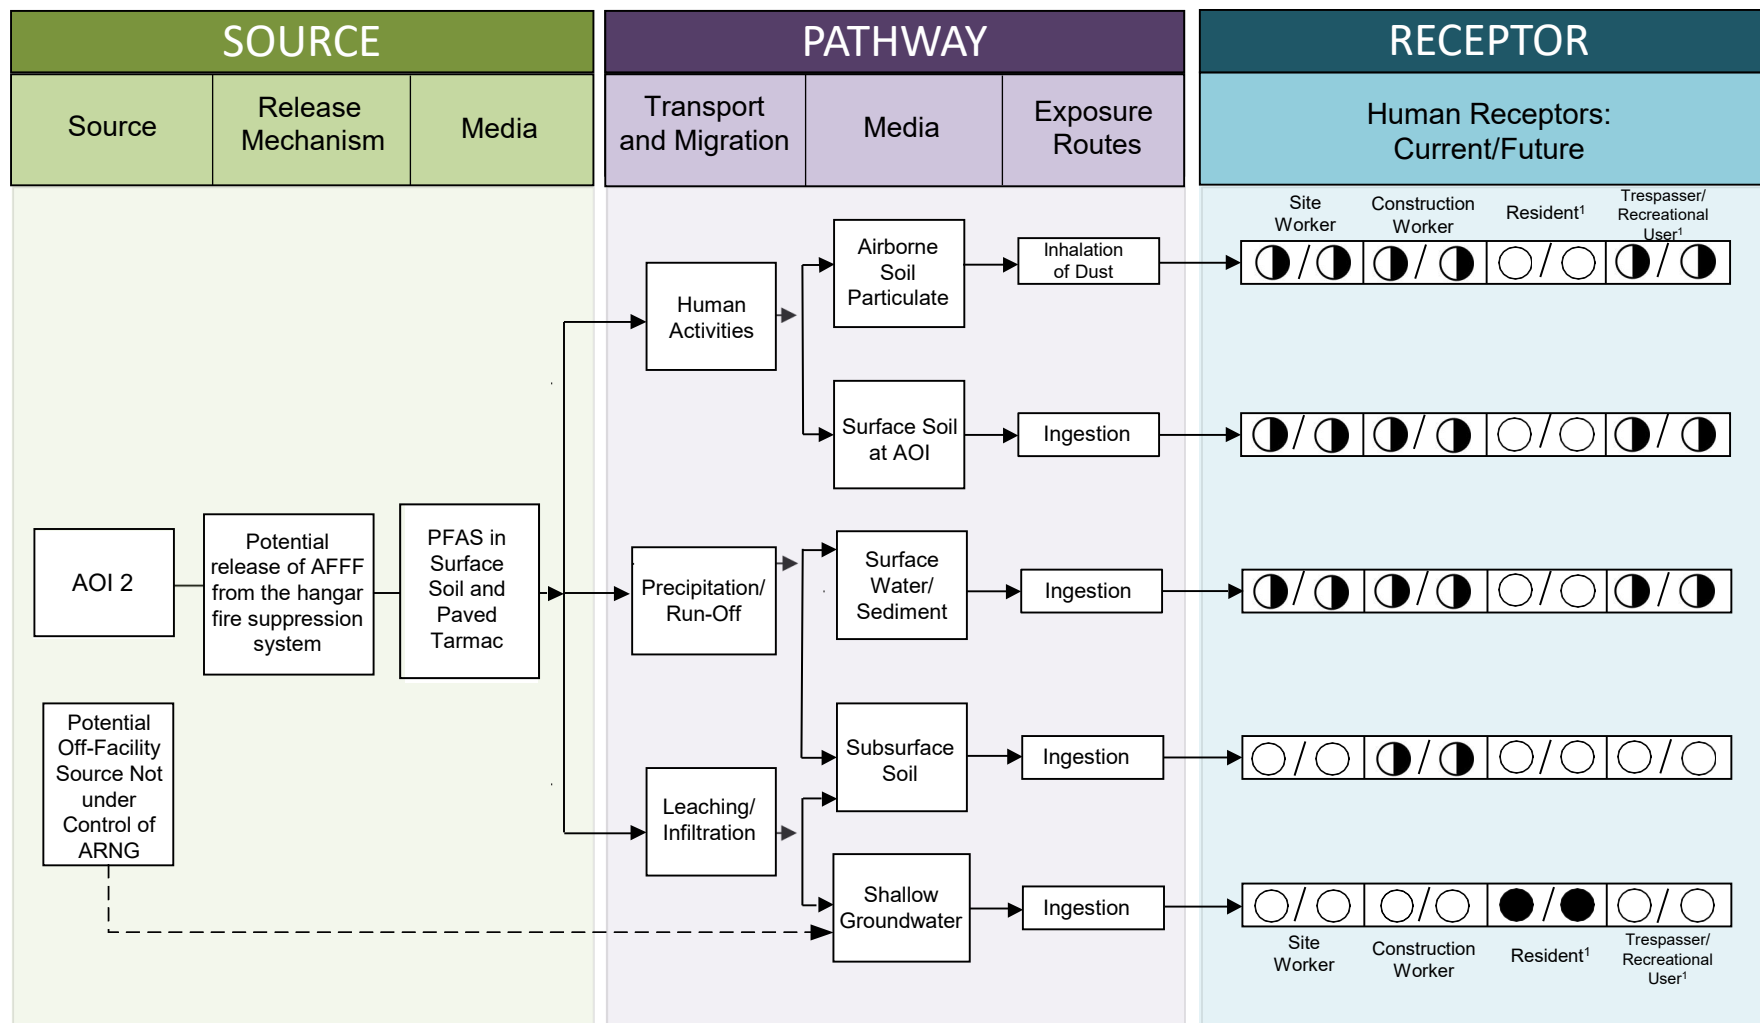 SOURCE
PATHWAY
RECEPTOR
Source
Release
Mechanism
Media
Transport
and Migration
Media
Exposure
Routes
Human Receptors:
Current/Future
Site
Worker
Construction
Worker
Resident¹
Trespasser/
Recreational
User¹
Human
Activities
Airborne
Soil
Particulate
Inhalation
of Dust
/ / / /
Surface Soil
at AOI
Ingestion
/ / / /
AOI 2
Potential
release of AFFF
from the hangar
fire suppression
system
PFAS in
Surface
Soil and
Paved
Tarmac
Precipitation/
Run-Off
Surface
Water/
Sediment
Ingestion
/ / / /
Potential
Off-Facility
Source Not
under
Control of
ARNG
Leaching/
Infiltration
Subsurface
Soil
Ingestion
/ / / /
Shallow
Groundwater
Ingestion
/ / / /
Site
Worker
Construction
Worker
Resident¹
Trespasser/
Recreational
User¹